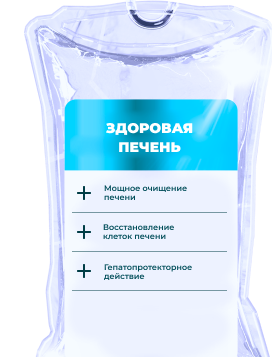 ЗДОРОВАЯ
ПЕЧЕНЬ
Мощное очищение
печени
Восстановление
клеток печени
Гепатопротекторное
действие